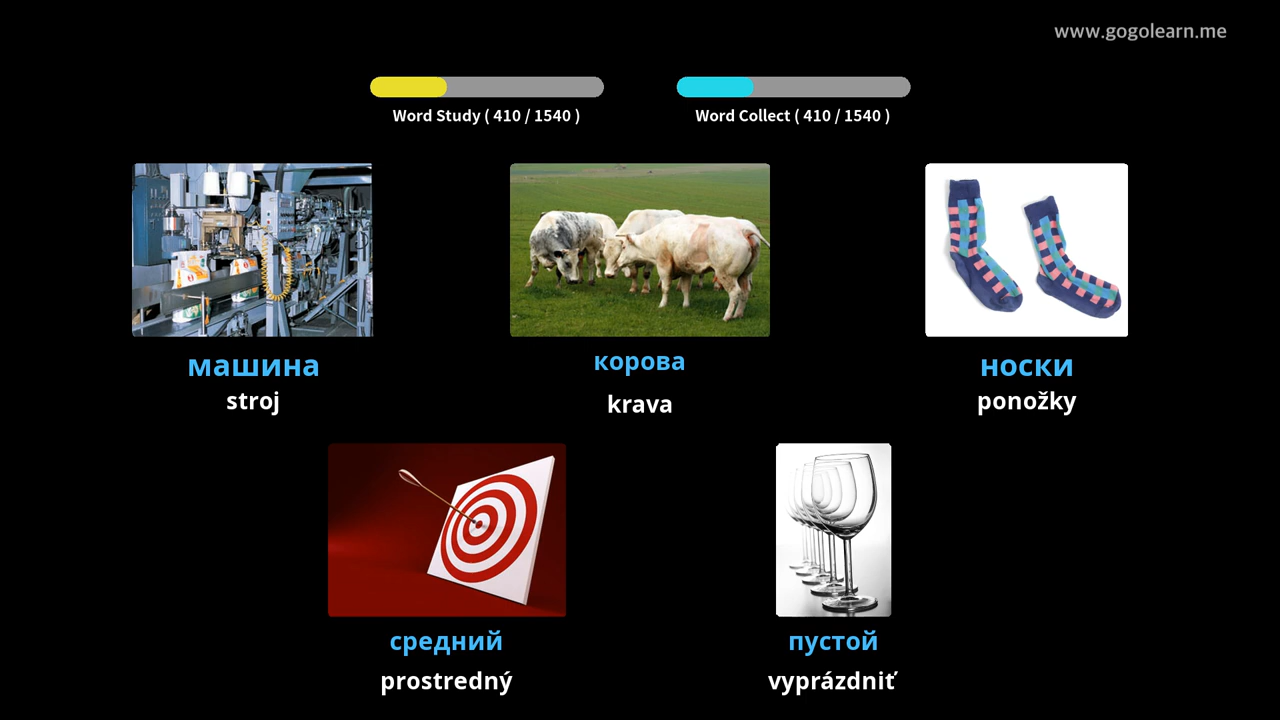 www.gogolearn.me
Word Study ( 410 / 1540 )
Word Collect ( 410 / 1540 )
машина
stroj
корова
krava
носки
ponožky
средний
prostredný
пустой
vyprázdniť